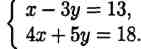 x − 3y = 13,
4x + 5y = 18.